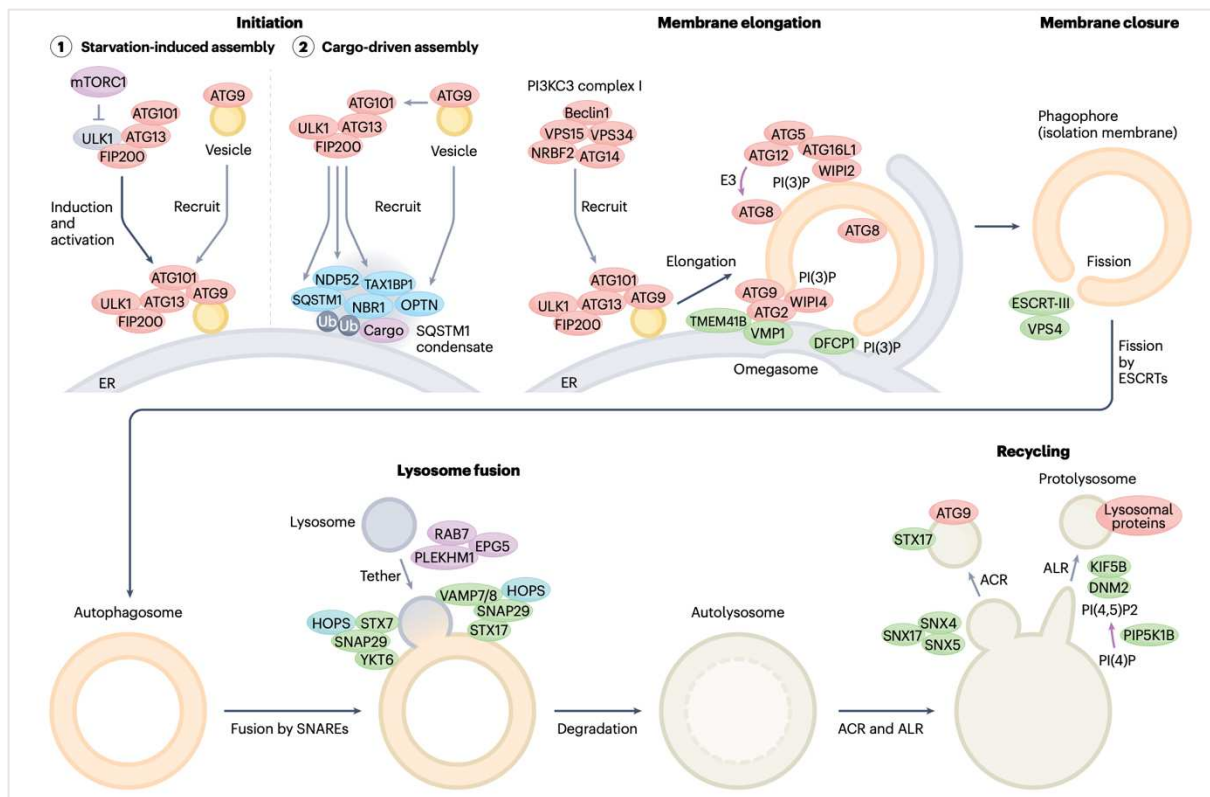 Initiation
Membrane elongation
Membrane closure
1 Starvation-induced assembly
2 Cargo-driven assembly
mTORC1
ULK1
ATG101
ATG13
FIP200
ATG9
Vesicle
Induction
and
activation
Recruit
ATG101
ULK1
ATG13
ATG9
FIP200
ER
ATG101
ATG9
ULK1
ATG13
FIP200
Vesicle
Recruit
NDP52
TAX1BP1
SQSTM1
NBR1
OPTN
Ub
Ub
Cargo
SQSTM1
condensate
PI3KC3 complex I
Beclin1
VPS15
VPS34
NRBF2
ATG14
Recruit
ATG101
ULK1
ATG13
ATG9
FIP200
ER
Elongation
ATG5
ATG12
ATG16L1
WIPI2
E3
PI(3)P
ATG8
ATG8
PI(3)P
ATG9
WIPI4
ATG2
TMEM41B
VMP1
DFCP1
PI(3)P
Omegasome
Phagophore
(isolation membrane)
Fission
ESCRT-III
VPS4
Fission
by
ESCRTs
Lysosome fusion
Recycling
Autophagosome
Fusion by SNAREs
Lysosome
RAB7
EPG5
PLEKHM1
Tether
VAMP7/8
HOPS
SNAP29
STX17
HOPS
STX7
SNAP29
YKT6
Degradation
Autolysosome
ACR and ALR
ATG9
STX17
ACR
SNX4
SNX17
SNX5
Protolysosome
Lysosomal
proteins
ALR
KIF5B
DNM2
PI(4,5)P2
PIP5K1B
PI(4)P